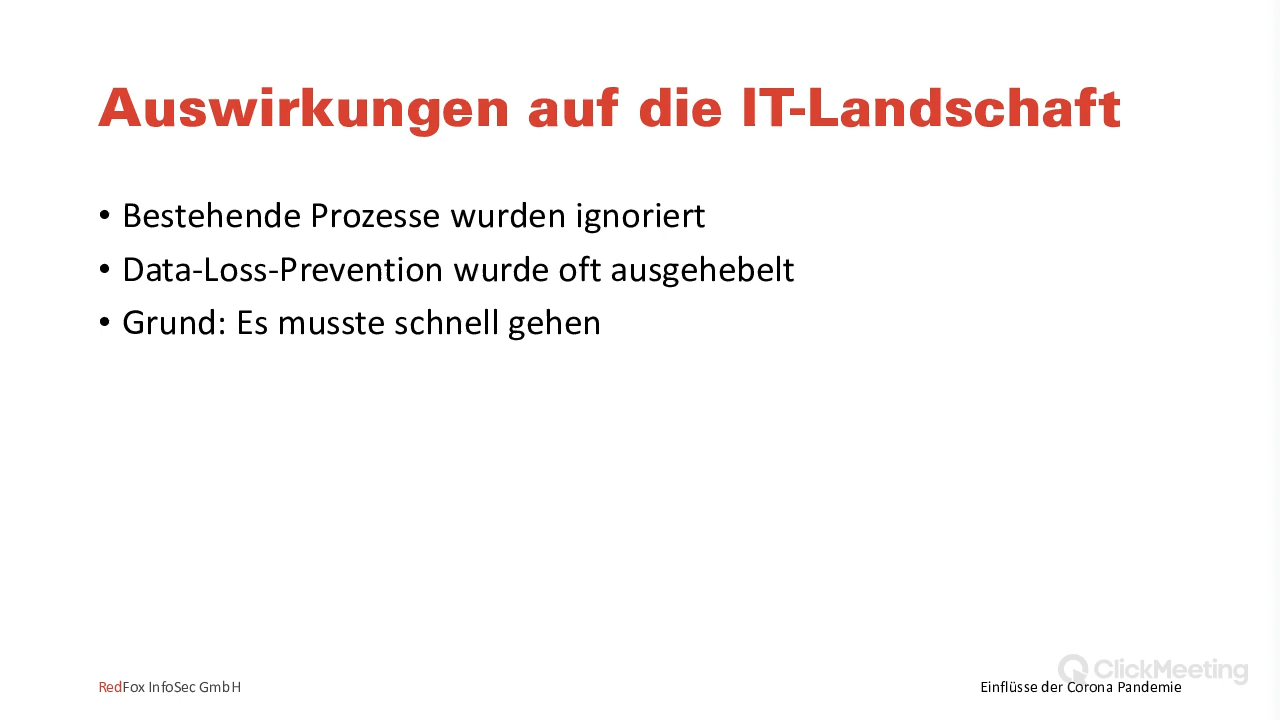 Auswirkungen auf die IT-Landschaft
• Bestehende Prozesse wurden ignoriert
• Data-Loss-Prevention wurde oft ausgehebelt
• Grund: Es musste schnell gehen
ClickMeeting
RedFox InfoSec GmbH
Einflüsse der Corona Pandemie